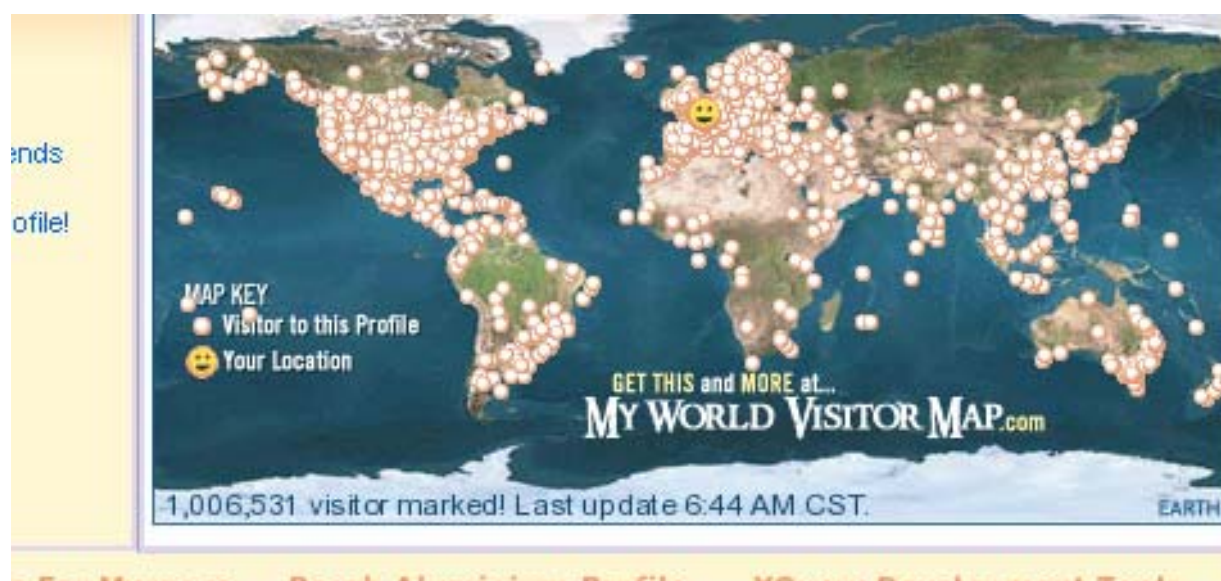 ends
ofile!
MAP KEY
Visitor to this Profile
Your Location
GET THIS and MORE at...
MY WORLD VISITOR MAP.com
1,006,531 visitor marked! Last update 6:44 AM CST.
EARTH